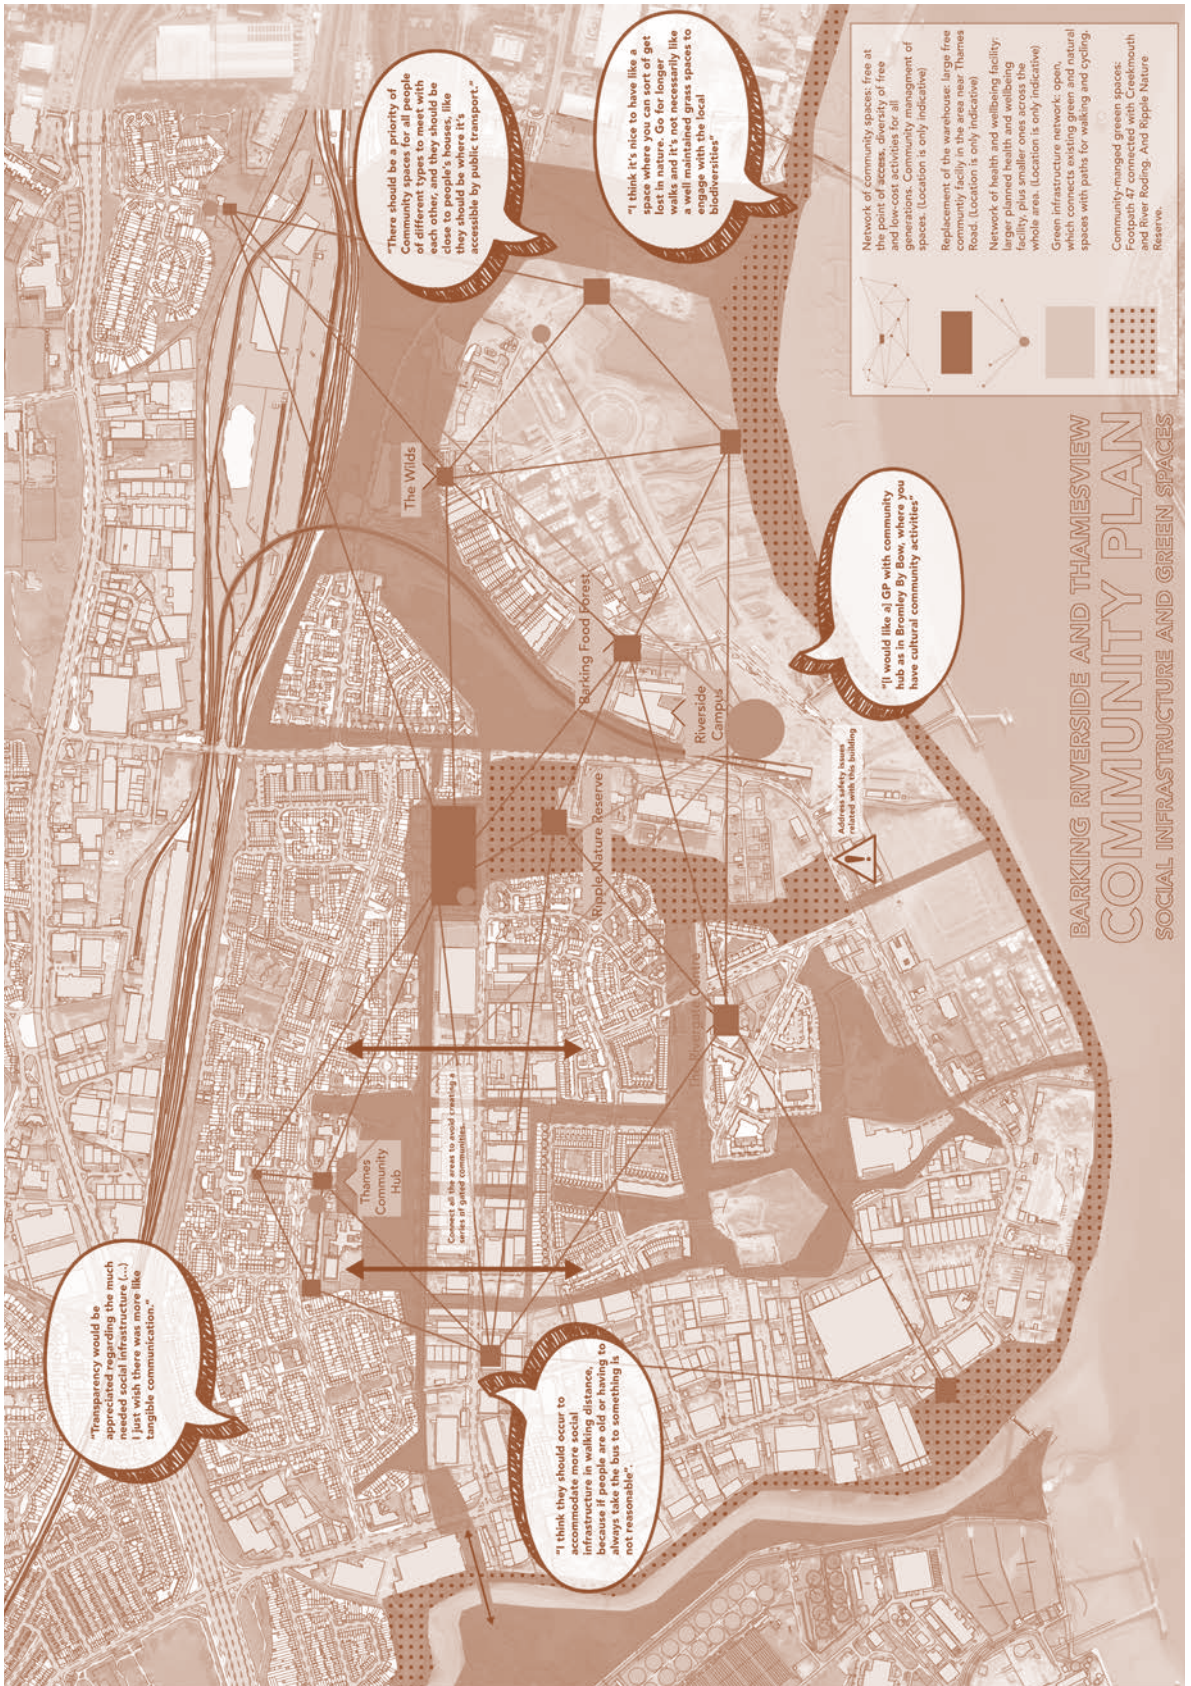 "Transparency would be
appreciated regarding the much
needed social infrastructure (...)
I just wish there was more like
tangible communication."
"There should be a priority of
Community spaces for all people
of different types to meet with
each other, and they should be
close to people's houses, like
they should be where it's
accessible by public transport."
"I think it's nice to have like a
space where you can sort of get
lost in nature. Go for longer
walks and it's not necessarily like
a well maintained grass spaces to
engage with the local
biodiversities"
"I think they should occur to
accommodate more social
infrastructure in walking distance,
because if people are old or having to
always take the bus to something is
not reasonable".
"[I would like a] GP with community
hub as in Bromley By Bow, where you
have cultural community activities"
The Wilds
Thames
Community
Hub
Connect all the areas to avoid creating a
series of gated communities.
Barking Food Forest
Ripple Nature Reserve
Riverside
Campus
The Rivergate Centre
Address safety issues
related with this building
Network of community spaces: free at
the point of access, diversity of free
and low-cost activities for all
generations. Community managment of
spaces. (Location is only indicative)
Replacement of the warehouse: large free
communtly facily in the area near Thames
Road. (Location is only indicative)
Network of health and wellbeing facility:
larger planned health and wellbeing
facility, plus smaller ones across the
whole area. (Location is only indicative)
Green infrastructure network: open,
which connects existing green and natural
spaces with paths for walking and cycling.
Community-managed greeen spaces:
Footpath 47 connected with Creekmouth
and River Roding. And Ripple Nature
Reserve.
BARKING RIVERSIDE AND THAMESVIEW
COMMUNITY PLAN
SOCIAL INFRASTRUCTURE AND GREEN SPACES